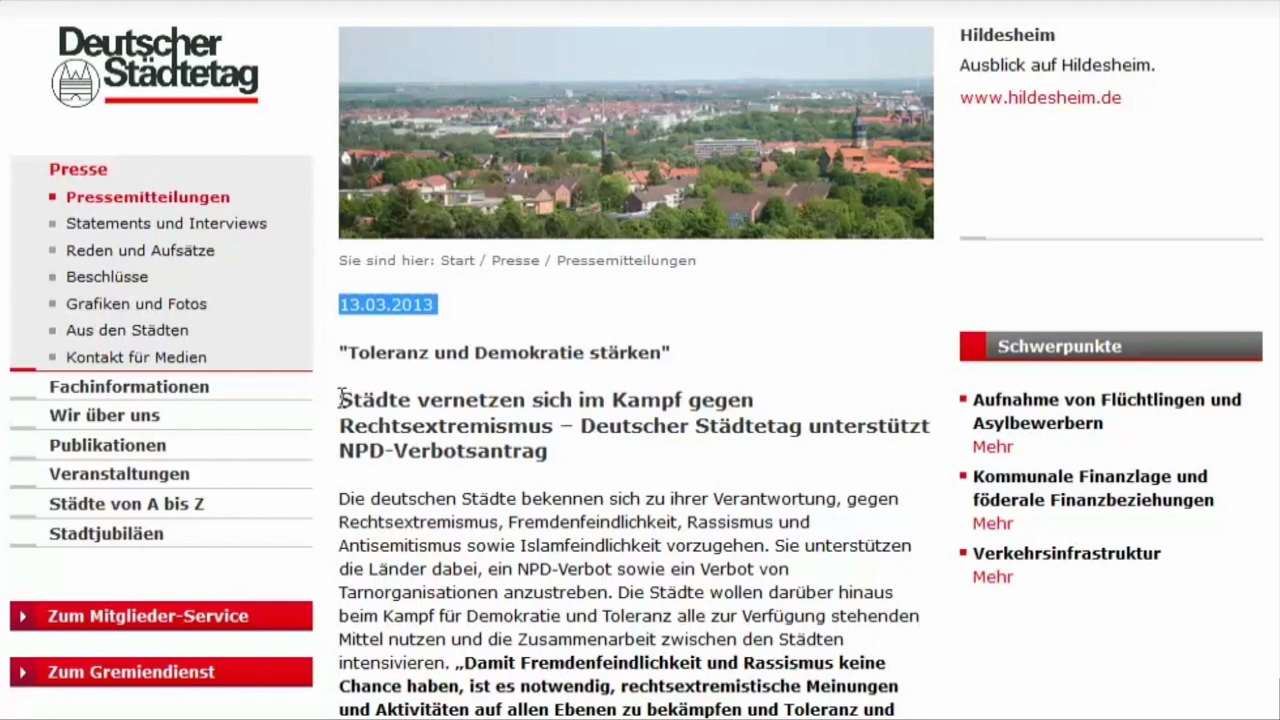 Deutscher
Städtetag
Presse
Pressemitteilungen
Statements und Interviews
Reden und Aufsätze
Beschlüsse
Grafiken und Fotos
Aus den Städten
Kontakt für Medien
Fachinformationen
Wir über uns
Publikationen
Veranstaltungen
Städte von A bis Z
Stadtjubiläen
Zum Mitglieder-Service
Zum Gremiendienst
Sie sind hier: Start / Presse / Pressemitteilungen
13.03.2013
"Toleranz und Demokratie stärken"
Städte vernetzen sich im Kampf gegen
Rechtsextremismus – Deutscher Städtetag unterstützt
NPD-Verbotsantrag
Die deutschen Städte bekennen sich zu ihrer Verantwortung, gegen
Rechtsextremismus, Fremdenfeindlichkeit, Rassismus und
Antisemitismus sowie Islamfeindlichkeit vorzugehen. Sie unterstützen
die Länder dabei, ein NPD-Verbot sowie ein Verbot von
Tarnorganisationen anzustreben. Die Städte wollen darüber hinaus
beim Kampf für Demokratie und Toleranz alle zur Verfügung stehenden
Mittel nutzen und die Zusammenarbeit zwischen den Städten
intensivieren. „Damit Fremdenfeindlichkeit und Rassismus keine
Chance haben, ist es notwendig, rechtsextremistische Meinungen
und Aktivitäten auf allen Ebenen zu bekämpfen und Toleranz und
Hildesheim
Ausblick auf Hildesheim.
www.hildesheim.de
Schwerpunkte
Aufnahme von Flüchtlingen und
Asylbewerbern
Mehr
Kommunale Finanzlage und
föderale Finanzbeziehungen
Mehr
Verkehrsinfrastruktur
Mehr